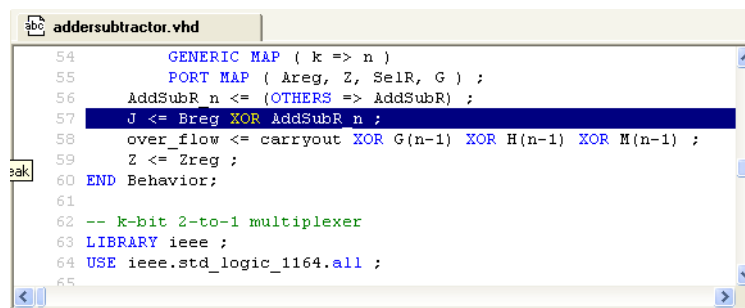 abc addersubtractor.vhd
54 GENERIC MAP ( k => n )
55 PORT MAP ( Areg, Z, SelR, G ) ;
56 AddSubR_n <= (OTHERS => AddSubR) ;
57 J <= Breg XOR AddSubR_n ;
58 over_flow <= carryout XOR G(n-1) XOR H(n-1) XOR M(n-1) ;
59 Z <= Zreg ;
eak
60 END Behavior;
61
62 -- k-bit 2-to-1 multiplexer
63 LIBRARY ieee ;
64 USE ieee.std_logic_1164.all ;
65